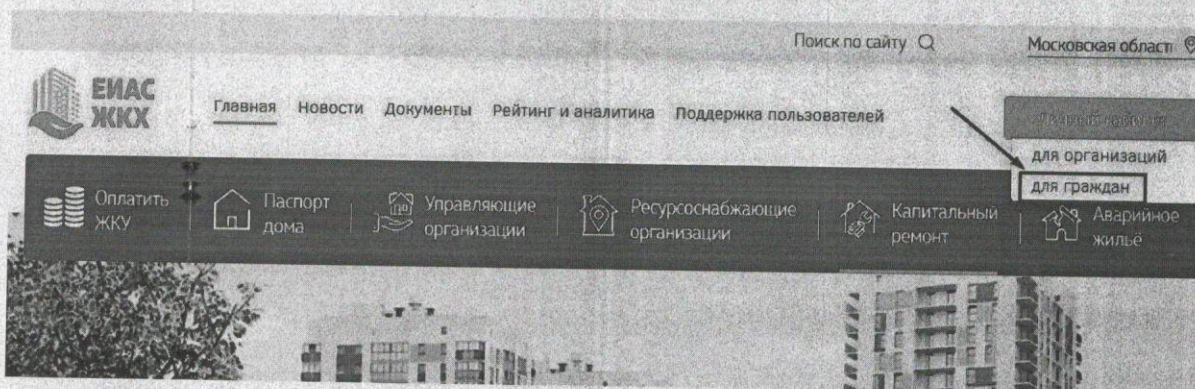 Поиск по сайту
Московская област
ЕИАС
ЖКХ
Главная Новости Документы Рейтинг и аналитика Поддержка пользователей
для организаций
для граждан
Оплатить
ЖКУ
Паспорт
дома
Управляющие
организации
Ресурсоснабжающие
организации
Капитальный
ремонт
Аварийное
жильё